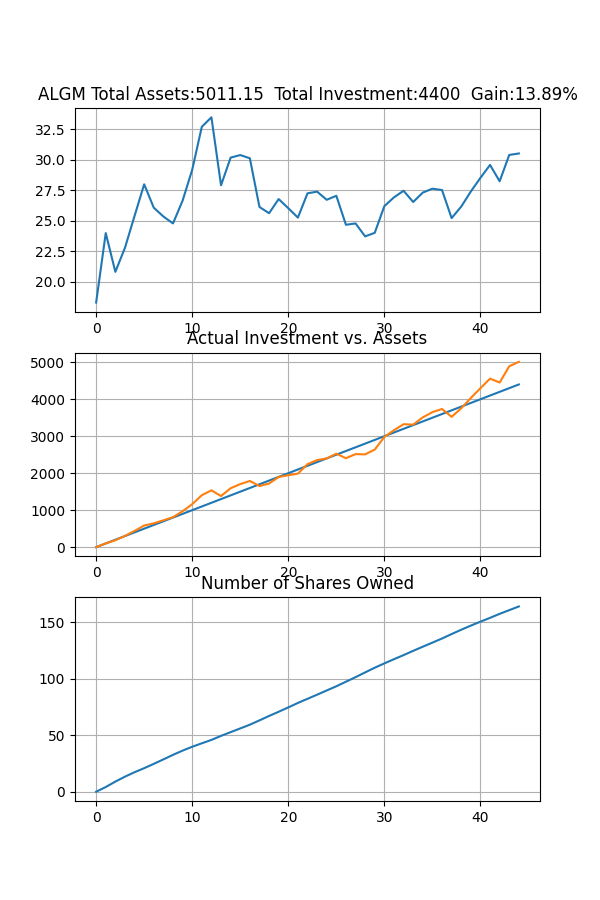 ALGM Total Assets:5011.15  Total Investment:4400  Gain:13.89%
32.5
30.0
27.5
25.0
22.5
20.0
0 10 20 30 40
Actual Investment vs. Assets
5000
4000
3000
2000
1000
0
0 10 20 30 40
Number of Shares Owned
150
100
50
0
0 10 20 30 40